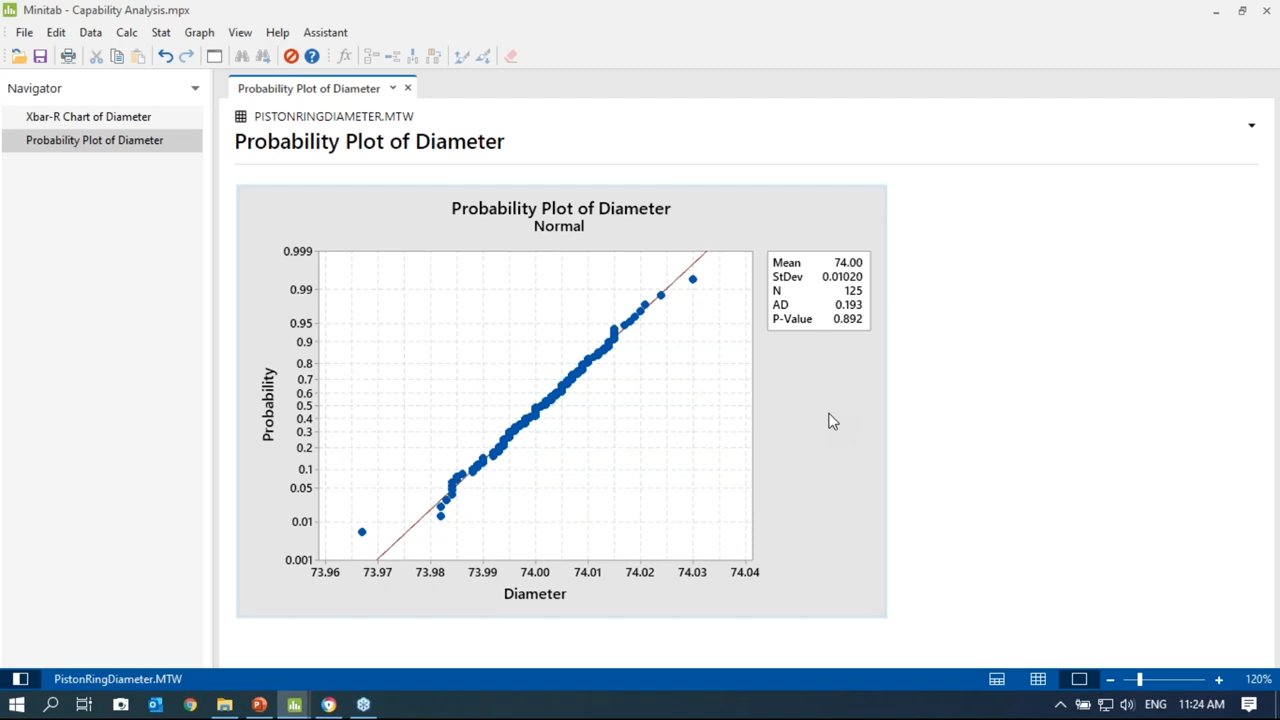 Minitab - Capability Analysis.mpx
File Edit Data Calc Stat Graph View Help Assistant
Navigator
Xbar-R Chart of Diameter
Probability Plot of Diameter
Probability Plot of Diameter
PISTONRINGDIAMETER.MTW
Probability Plot of Diameter
Probability Plot of Diameter
Normal
Probability
0.999
0.99
0.95
0.9
0.8
0.7
0.6
0.5
0.4
0.3
0.2
0.1
0.05
0.01
0.001
73.96 73.97 73.98 73.99 74.00 74.01 74.02 74.03 74.04
Diameter
Mean 74.00
StDev 0.01020
N 125
AD 0.193
P-Value 0.892
PistonRingDiameter.MTW
120%
ENG 11:24 AM